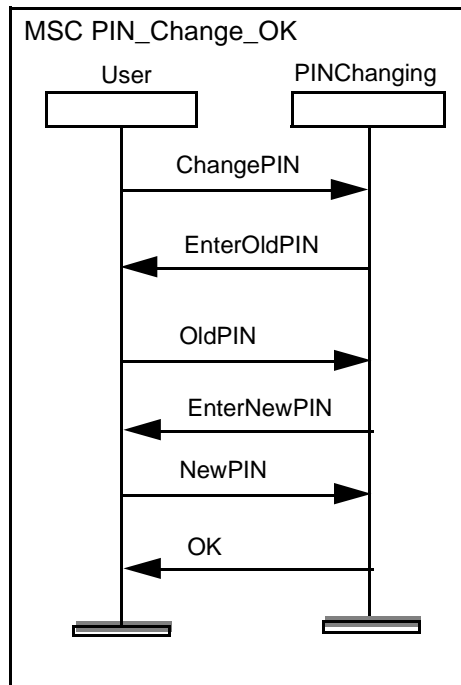 MSC PIN_Change_OK
User
PINChanging
ChangePIN
EnterOldPIN
OldPIN
EnterNewPIN
NewPIN
OK